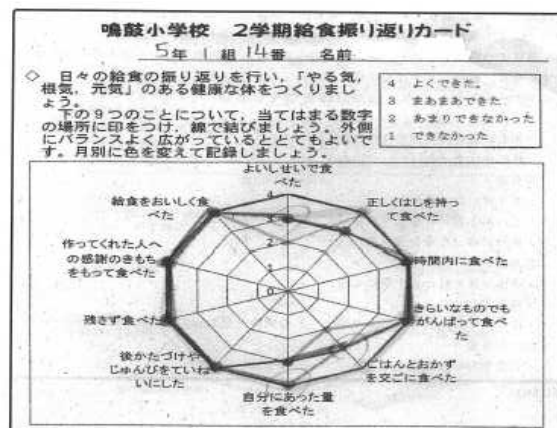 鳴鼓小学校 2学期給食振り返りカード
5年1組14番 名前
◇ 日々の給食の振り返りを行い、「やる気、
根気、元気」のある健康な体をつくりまし
ょう。
下の9つのことについて、当てはまる数字
の場所に印をつけ、線で結びましょう。外側
にバランスよく広がっているととてもよいで
す。月別に色を変えて記録しましょう。
4 よくできた。
3 まあまあできた
2 あまりできなかった
1 できなかった
よいしせいで食
べた
正しくはしを持っ
て食べた
時間内に食べた
きらいなものでも
がんばって食べ
た
ごはんとおかず
を交ごに食べた
自分にあった量
を食べた
後かたづけや
じゅんびをていね
いにした
残さず食べた
作ってくれた人へ
の感謝のきもち
をもって食べた
給食をおいしく食
べた
4
3
2
1
0